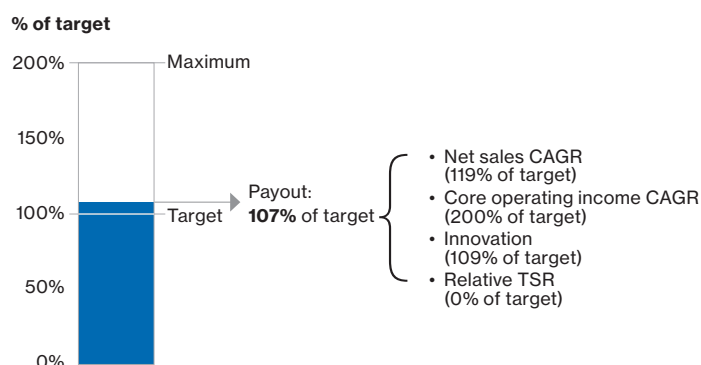 % of target
200%
Maximum
150%
100%
Target
50%
0%
Payout:
107% of target
• Net sales CAGR
(119% of target)
• Core operating income CAGR
(200% of target)
• Innovation
(109% of target)
• Relative TSR
(0% of target)